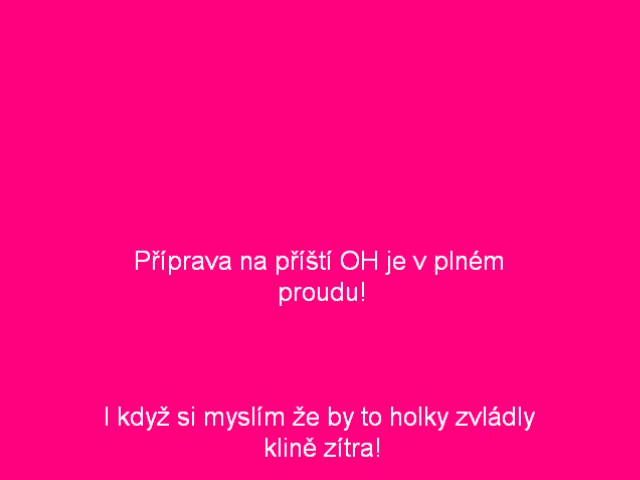 Příprava na příští OH je v plném
proudu!
I když si myslím že by to holky zvládly
klině zítra!